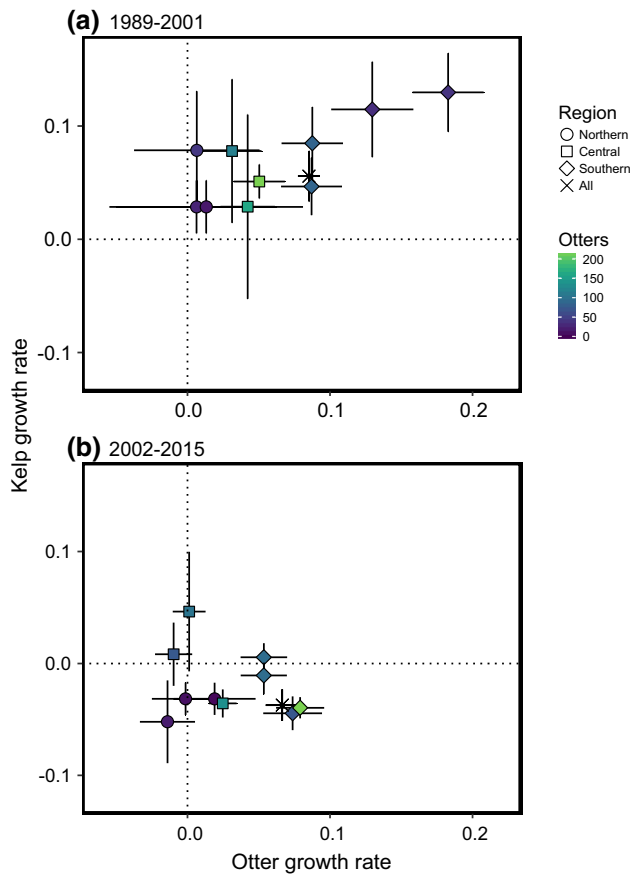 (a) 1989-2001
0.1
0.0
-0.1
0.0 0.1 0.2
Region
Northern
Central
Southern
All
Otters
200
150
100
50
0
Kelp growth rate
(b) 2002-2015
0.1
0.0
-0.1
0.0 0.1 0.2
Otter growth rate